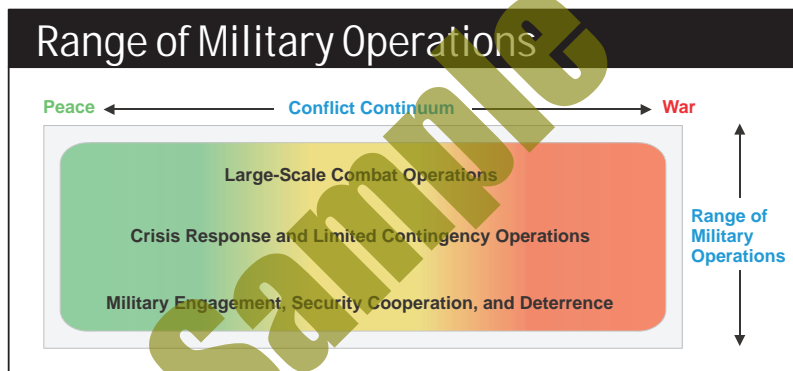 Range of Military Operations
Peace Conflict Continuum War
Large-Scale Combat Operations
Crisis Response and Limited Contingency Operations
Military Engagement, Security Cooperation, and Deterrence
Range of
Military
Operations
Sample